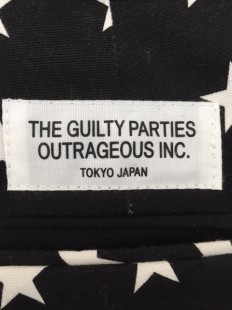 THE GUILTY PARTIES
OUTRAGEOUS INC.
TOKYO JAPAN